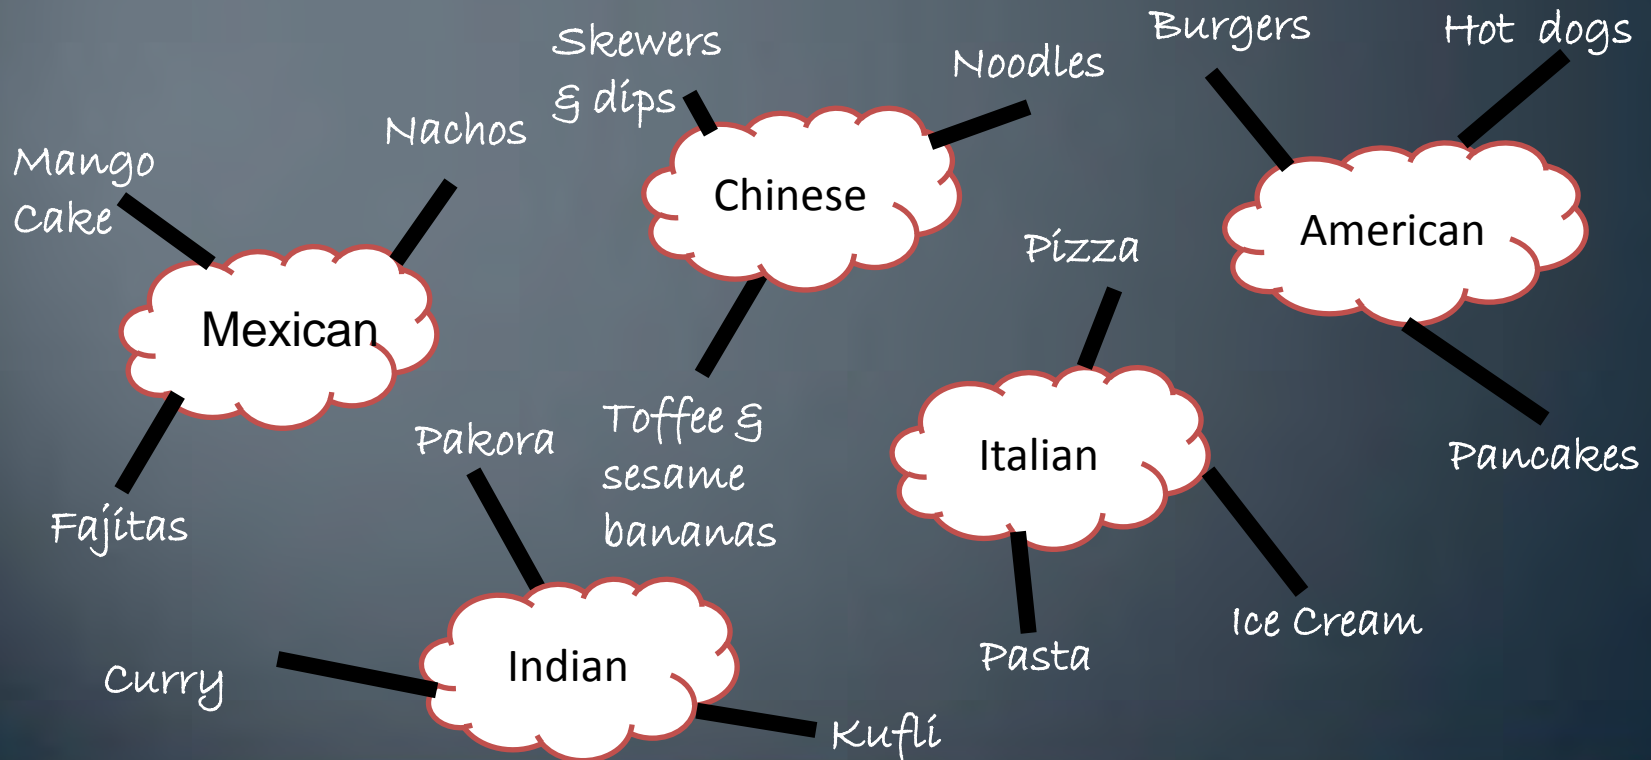 Burgers
Hot dogs
Skewers
& dips
Noodles
Nachos
Mango
Cake
Chinese
American
Pizza
Mexican
Toffee &
sesame
bananas
Pakora
Italian
Pancakes
Fajitas
Ice Cream
Pasta
Indian
Curry
Kufli